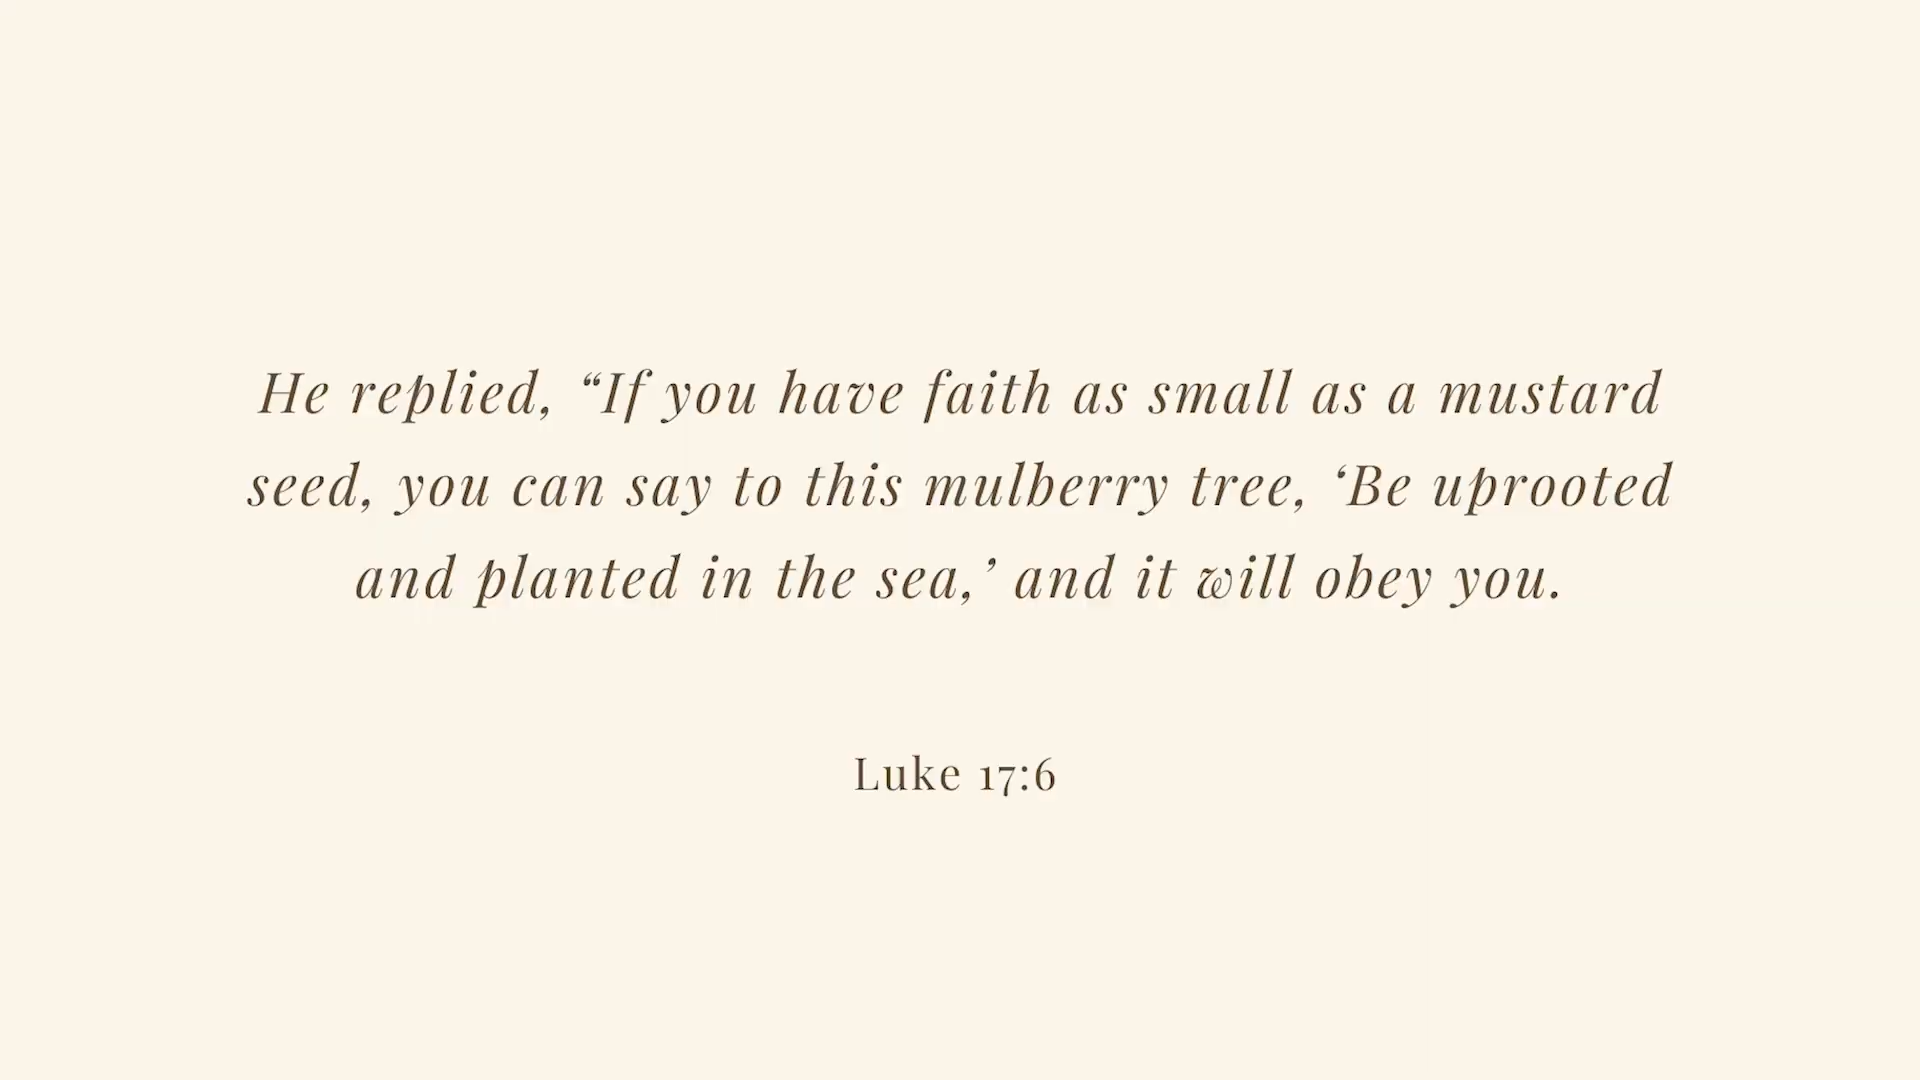 He replied, “If you have faith as small as a mustard
seed, you can say to this mulberry tree, ‘Be uprooted
and planted in the sea,’ and it will obey you.
Luke 17:6